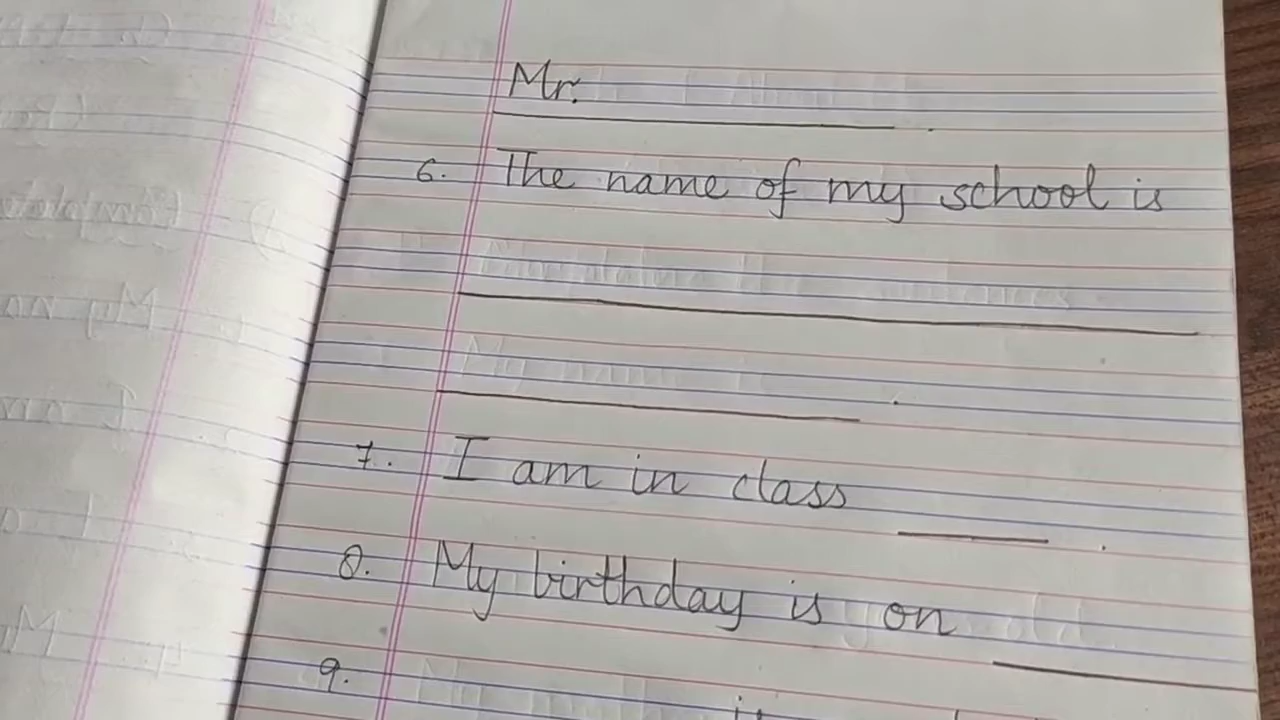 Mr.
6. The name of my school is
7. I am in class
8. My birthday is on
9.